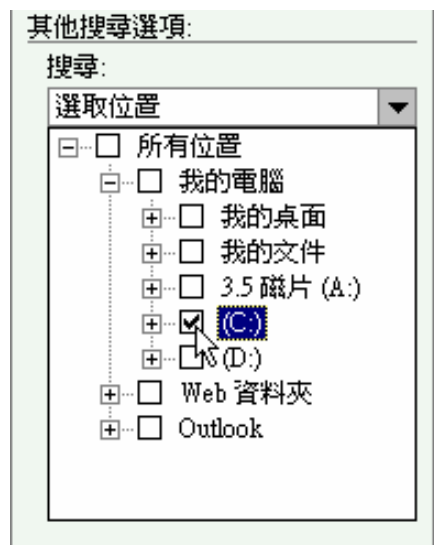 其他搜尋選項:
搜尋:
選取位置
所有位置
我的電腦
我的桌面
我的文件
3.5 磁片 (A:)
(C:)
(D:)
Web 資料夾
Outlook